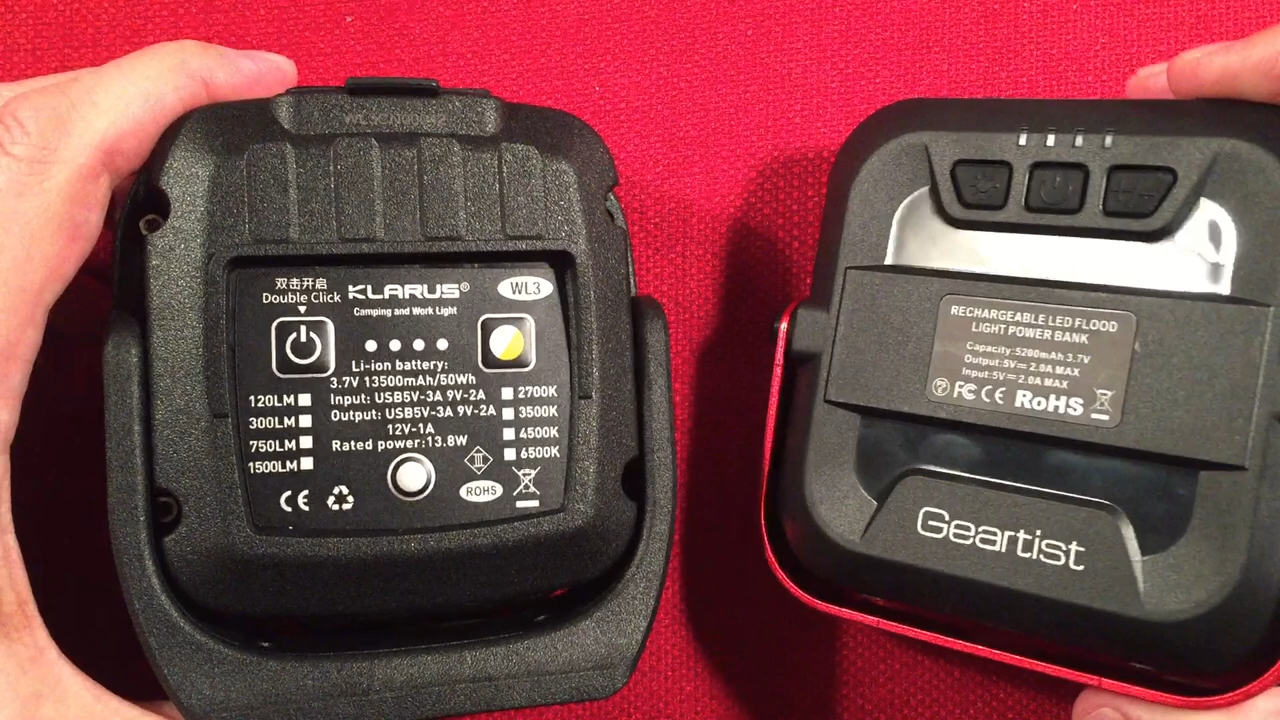 双击开启
Double Click
KLARUS®
WL3
Camping and Work Light
Li-ion battery:
3.7V 13500mAh/50Wh
Input: USB5V-3A 9V-2A
Output: USB5V-3A 9V-2A
12V-1A
Rated power:13.8W
120LM
300LM
750LM
1500LM
2700K
3500K
4500K
6500K
CE
ROHS
RECHARGEABLE LED FLOOD
LIGHT POWER BANK
Capacity:5200mAh 3.7V
Output:5V⎓2.0A MAX
Input:5V⎓2.0A MAX
FC CE RoHS
Geartist